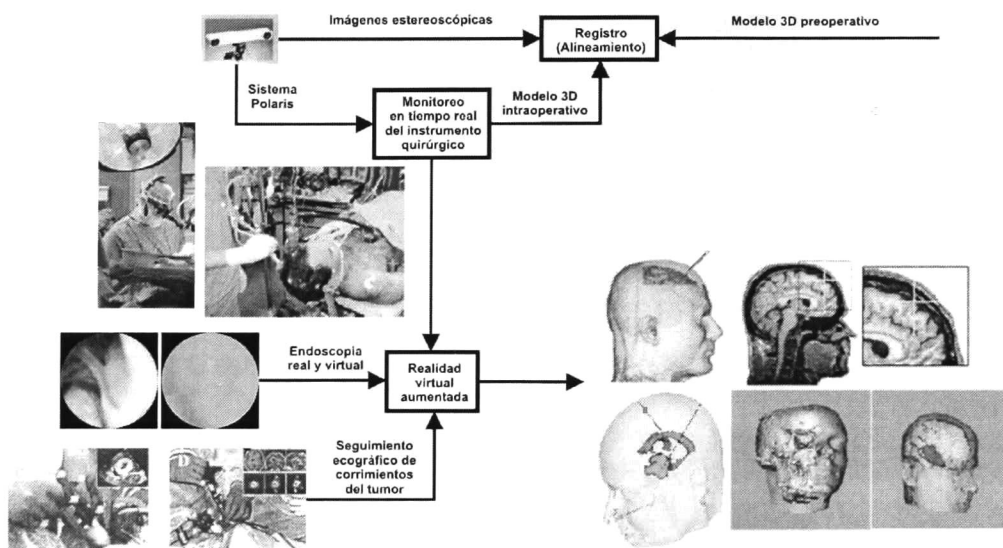 Imágenes estereoscópicas
Modelo 3D preoperativo
Registro
(Alineamiento)
Sistema
Polaris
Monitoreo
en tiempo real
del instrumento
quirúrgico
Modelo 3D
intraoperativo
Endoscopia
real y virtual
Realidad
virtual
aumentada
Seguimiento
ecográfico de
corrimientos
del tumor
D